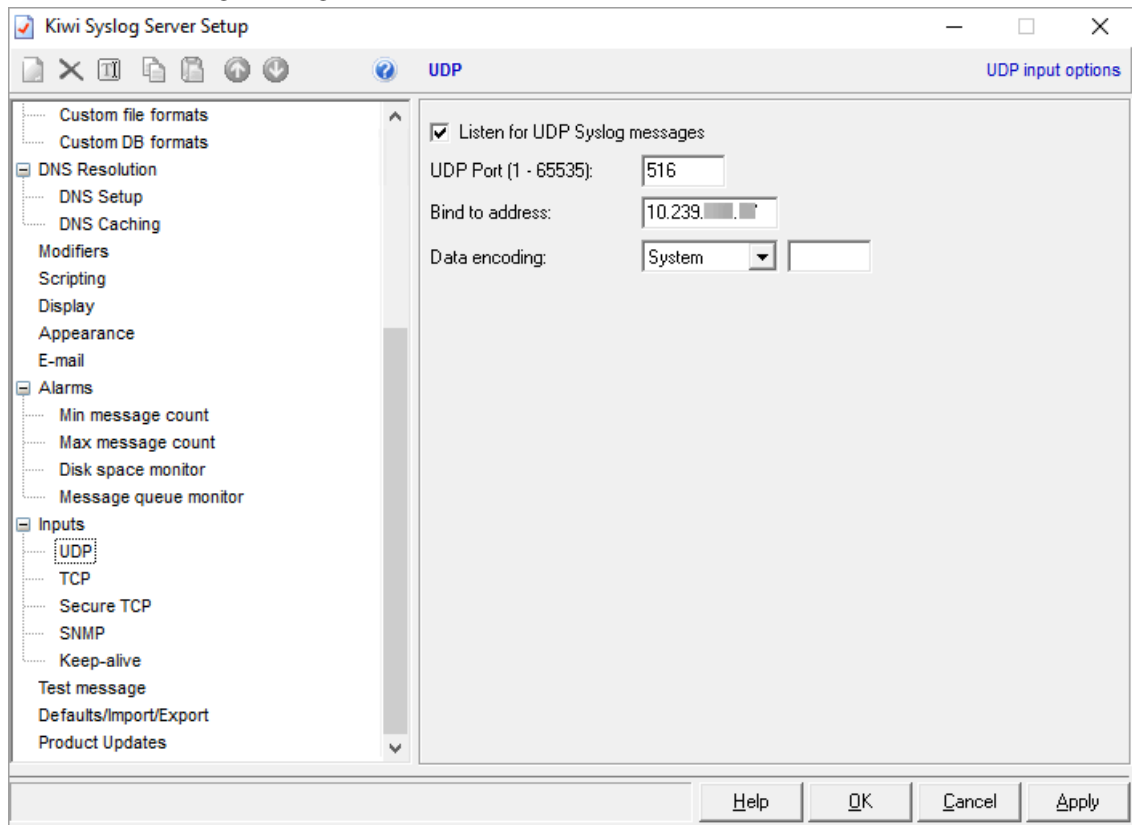 Kiwi Syslog Server Setup
UDP
UDP input options
Custom file formats
Custom DB formats
DNS Resolution
DNS Setup
DNS Caching
Modifiers
Scripting
Display
Appearance
E-mail
Alarms
Min message count
Max message count
Disk space monitor
Message queue monitor
Inputs
UDP
TCP
Secure TCP
SNMP
Keep-alive
Test message
Defaults/Import/Export
Product Updates
Listen for UDP Syslog messages
UDP Port (1 - 65535): 516
Bind to address: 10.239.
Data encoding: System
Help OK Cancel Apply